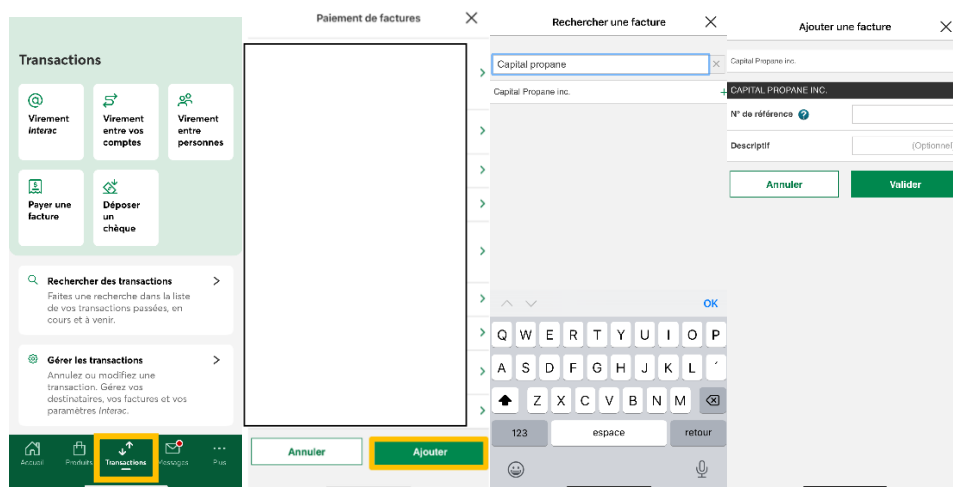 Transactions
Virement
Interac
Virement
entre vos
comptes
Virement
entre
personnes
Payer une
facture
Déposer
un
chèque
Rechercher des transactions
Faites une recherche dans la liste
de vos transactions passées, en
cours et à venir.
Gérer les transactions
Annulez ou modifiez une
transaction. Gérez vos
destinataires, vos factures et vos
paramètres Interac.
Accueil
Produits
Transactions
Messages
Plus
Paiement de factures
Annuler
Ajouter
Rechercher une facture
Capital propane
Capital Propane inc.
OK
Q W E R T Y U I O P
A S D F G H J K L ´
Z X C V B N M
123 espace retour
Ajouter une facture
Capital Propane inc.
CAPITAL PROPANE INC.
N° de référence ?
Descriptif (Optionnel)
Annuler Valider